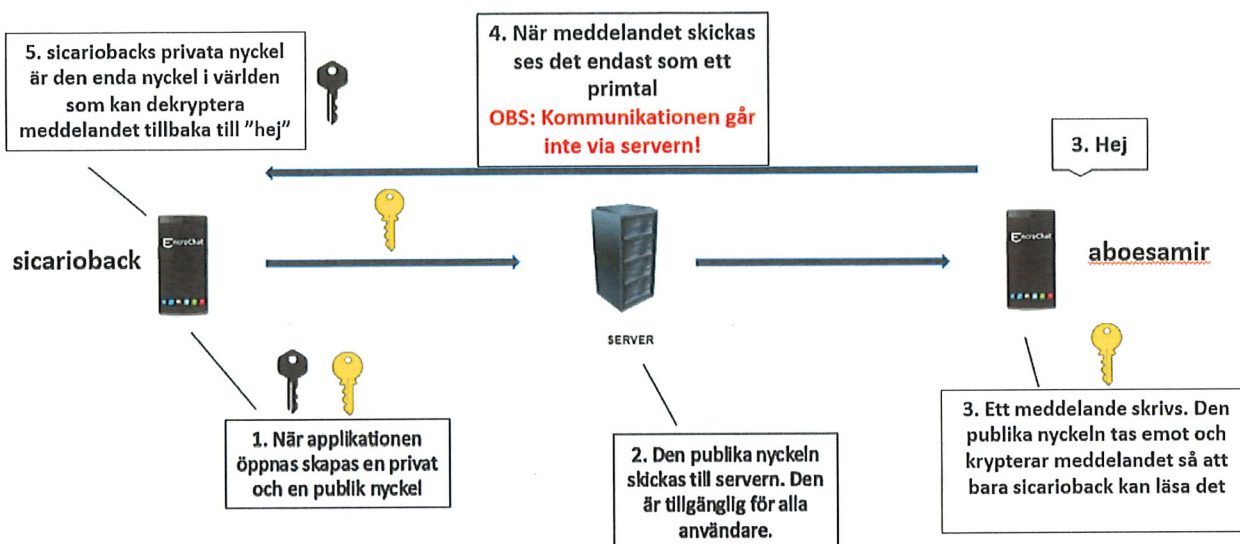 5. sicariobacks privata nyckel
är den enda nyckel i världen
som kan dekryptera
meddelandet tillbaka till ”hej”
4. När meddelandet skickas
ses det endast som ett
primtal
OBS: Kommunikationen går
inte via servern!
3. Hej
sicarioback
EncroChat
SERVER
EncroChat
aboesamir
1. När applikationen
öppnas skapas en privat
och en publik nyckel
2. Den publika nyckeln
skickas till servern. Den
är tillgänglig för alla
användare.
3. Ett meddelande skrivs. Den
publika nyckeln tas emot och
krypterar meddelandet så att
bara sicarioback kan läsa det